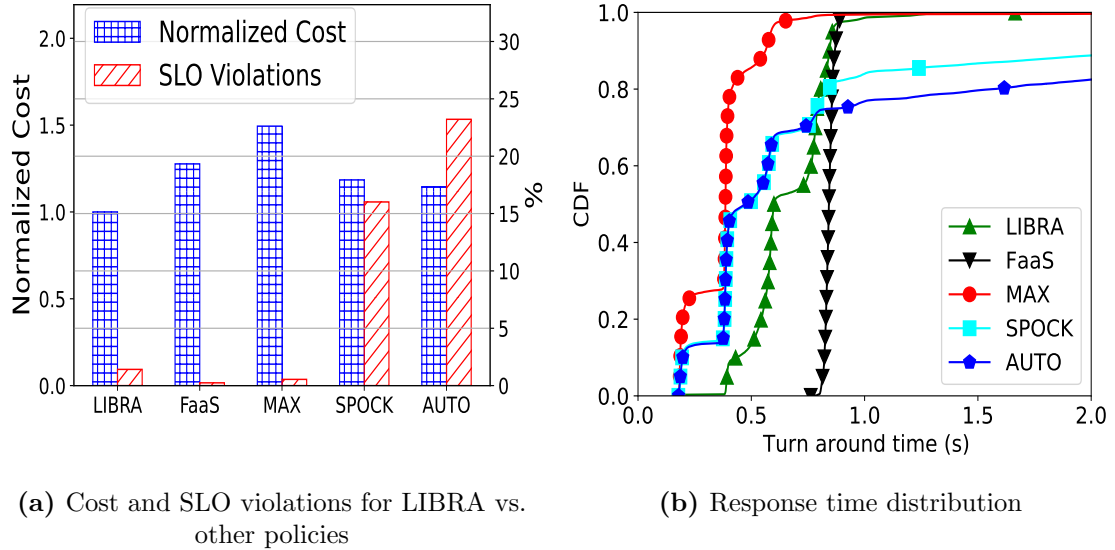 Normalized Cost
SLO Violations
2.0
1.5
1.0
0.5
0.0
Normalized Cost
30
25
20
15
10
5
0
%
LIBRA FaaS MAX SPOCK AUTO
(a) Cost and SLO violations for LIBRA vs.
other policies
1.0
0.8
0.6
0.4
0.2
0.0
CDF
LIBRA
FaaS
MAX
SPOCK
AUTO
0.0 0.5 1.0 1.5 2.0
Turn around time (s)
(b) Response time distribution